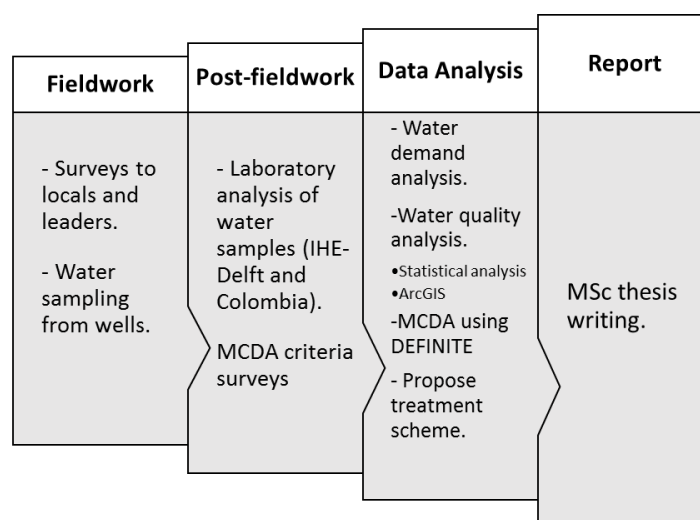 Fieldwork
- Surveys to
locals and
leaders.
- Water
sampling
from wells.
Post-fieldwork
- Laboratory
analysis of
water
samples (IHE-
Delft and
Colombia).
MCDA criteria
surveys
Data Analysis
- Water
demand
analysis.
-Water quality
analysis.
•Statistical analysis
•ArcGIS
-MCDA using
DEFINITE
- Propose
treatment
scheme.
Report
MSc thesis
writing.